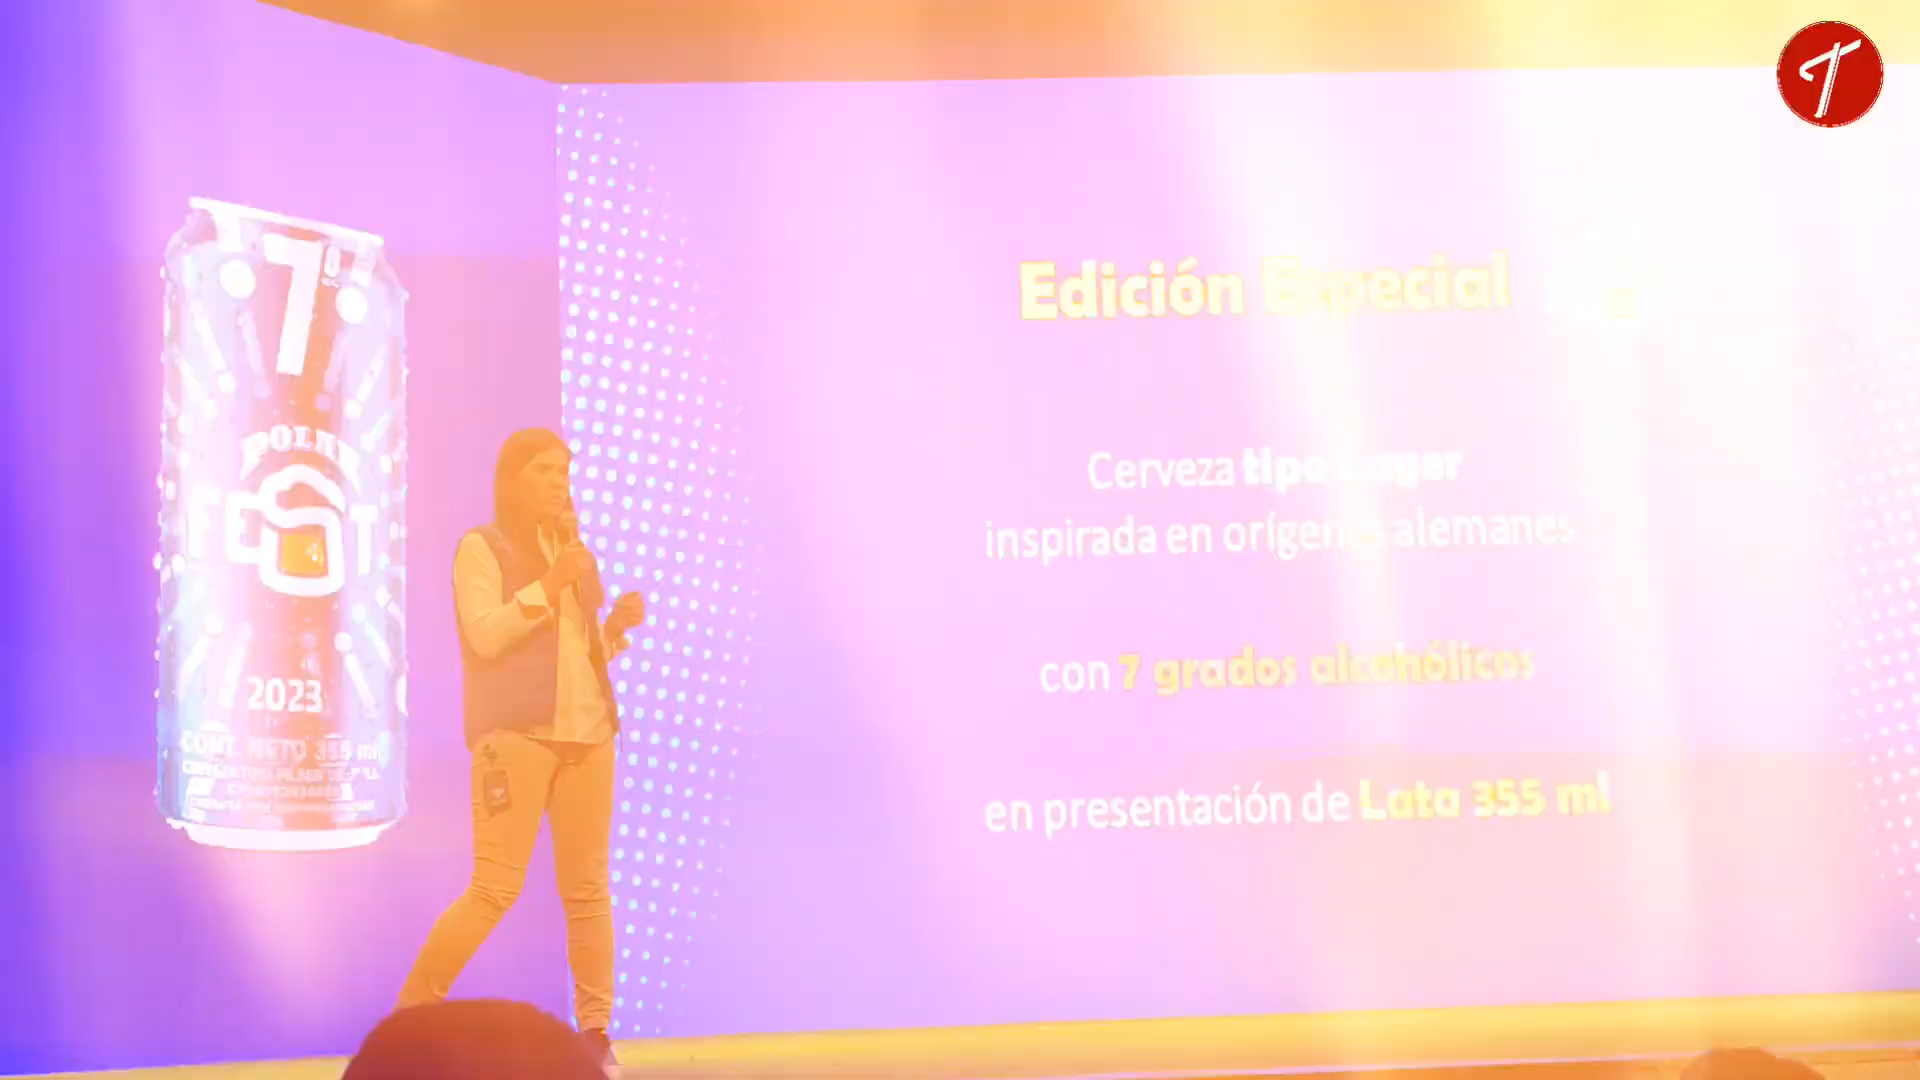 7º
POLAR
FEST
2023
CONT. NETO 355 ml
Edición Especial
Cerveza tipo Lager
inspirada en orígenes alemanes
con 7 grados alcohólicos
en presentación de Lata 355 ml
T